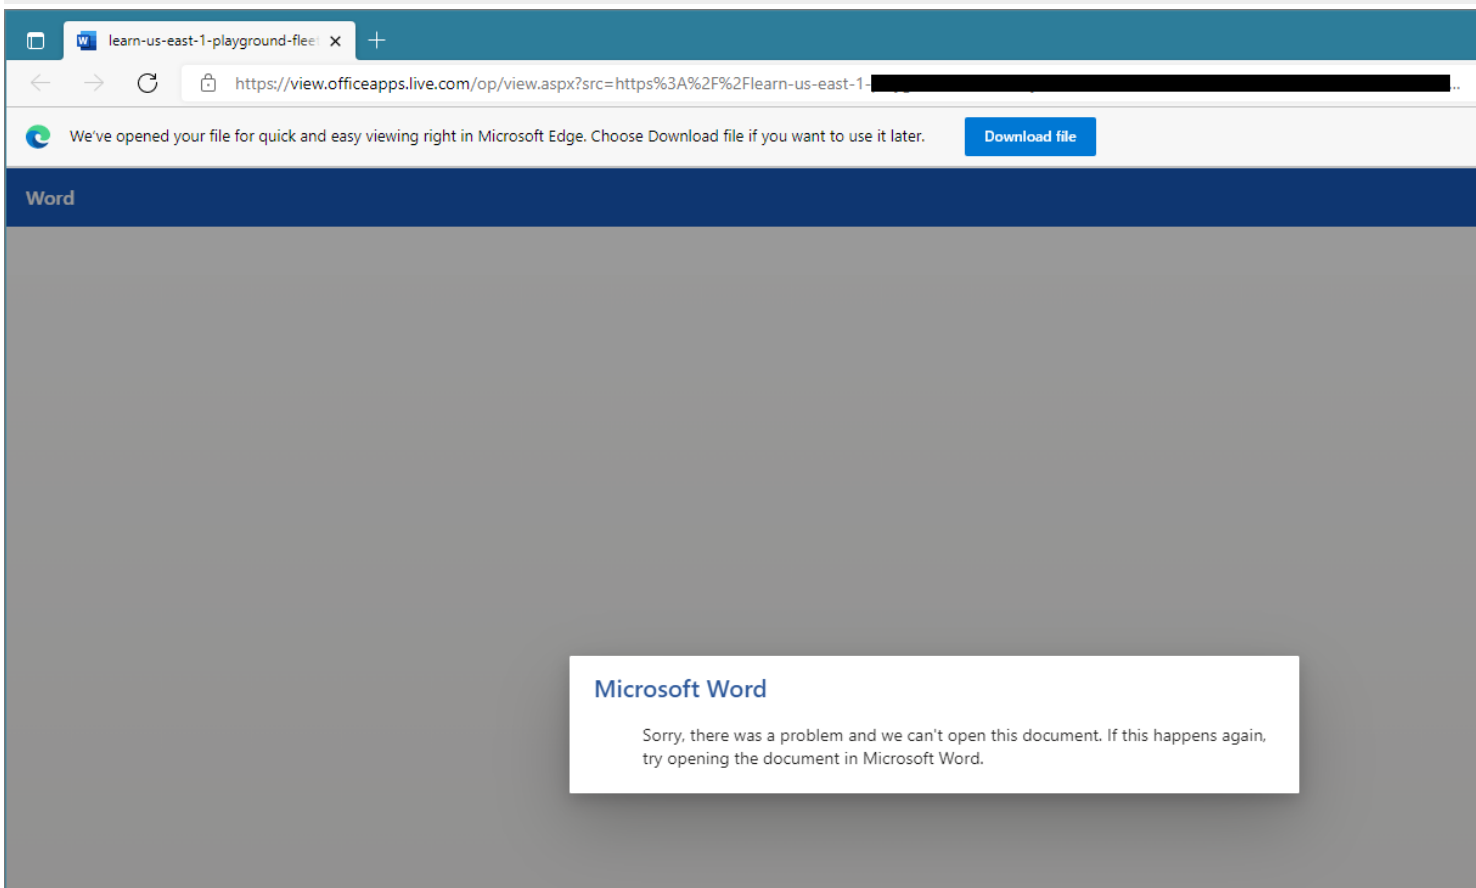 learn-us-east-1-playground-flee
https://view.officeapps.live.com/op/view.aspx?src=https%3A%2F%2Flearn-us-east-1- ...
We've opened your file for quick and easy viewing right in Microsoft Edge. Choose Download file if you want to use it later.
Download file
Word
Microsoft Word
Sorry, there was a problem and we can't open this document. If this happens again,
try opening the document in Microsoft Word.